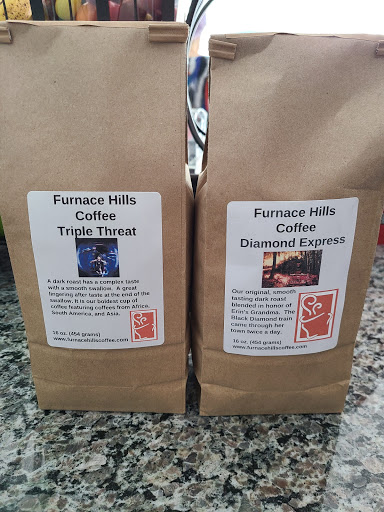 Furnace Hills
Coffee
Triple Threat
A dark roast has a complex taste
with a smooth swallow. A great
lingering after taste at the end of the
swallow. It is our boldest cup of
coffee featuring coffees from Africa,
South America, and Asia.
16 oz. (454 grams)
www.furnacehillscoffee.com
Furnace Hills
Coffee
Diamond Express
Our original, smooth
tasting dark roast
blended in honor of
Erin's Grandma. The
Black Diamond train
came through her
town twice a day.
16 oz. (454 grams)
www.furnacehillscoffee.com